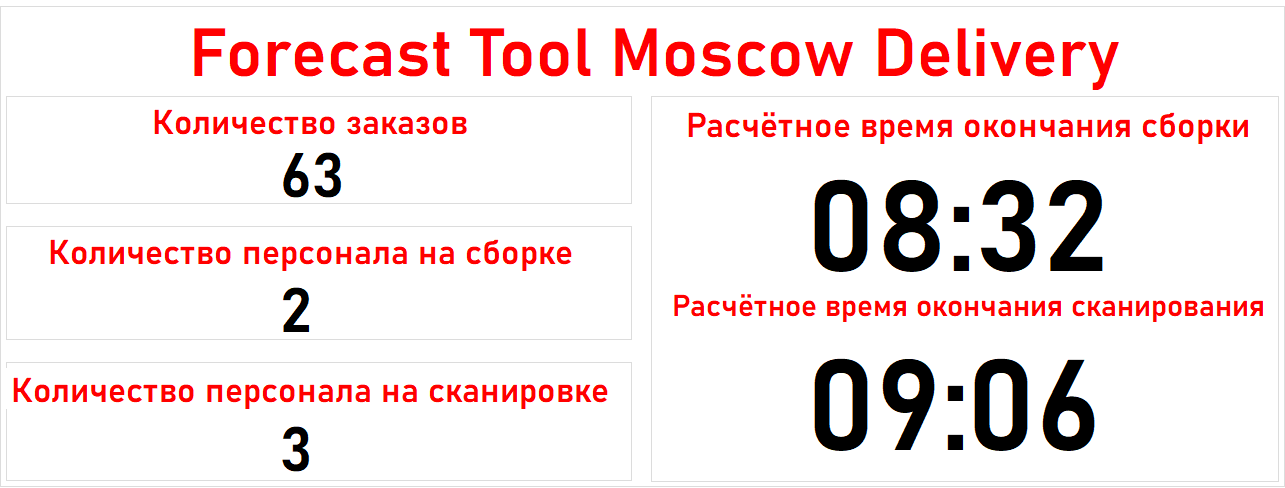 Forecast Tool Moscow Delivery
Количество заказов
63
Количество персонала на сборке
2
Количество персонала на сканировке
3
Расчётное время окончания сборки
08:32
Расчётное время окончания сканирования
09:06